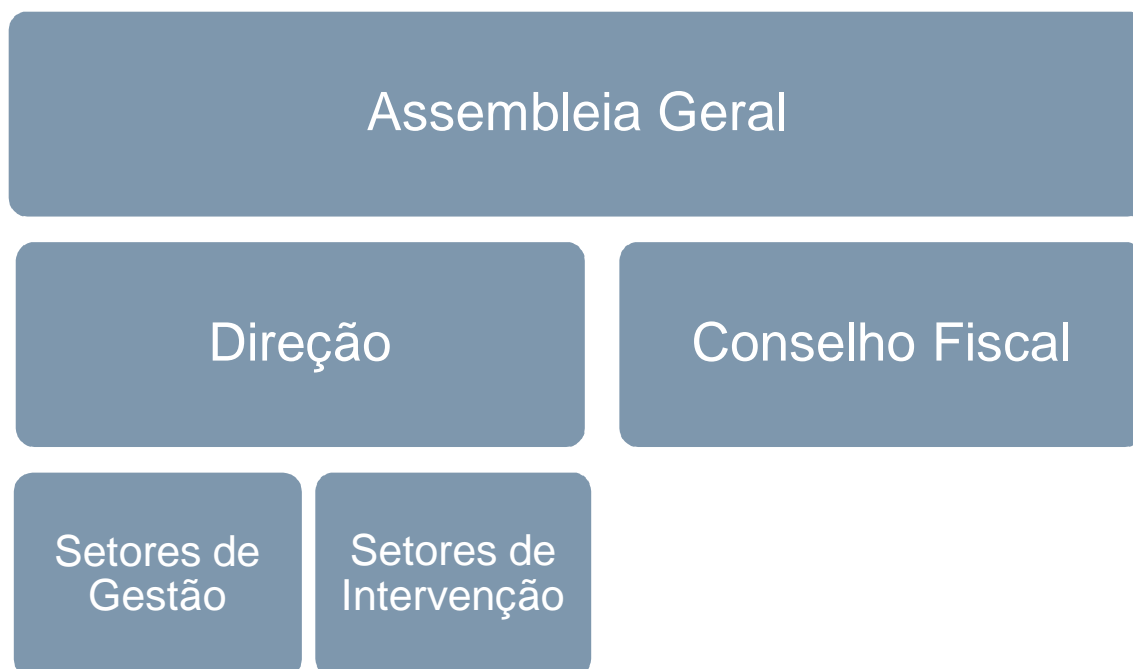 Assembleia Geral
Direção
Conselho Fiscal
Setores de
Gestão
Setores de
Intervenção